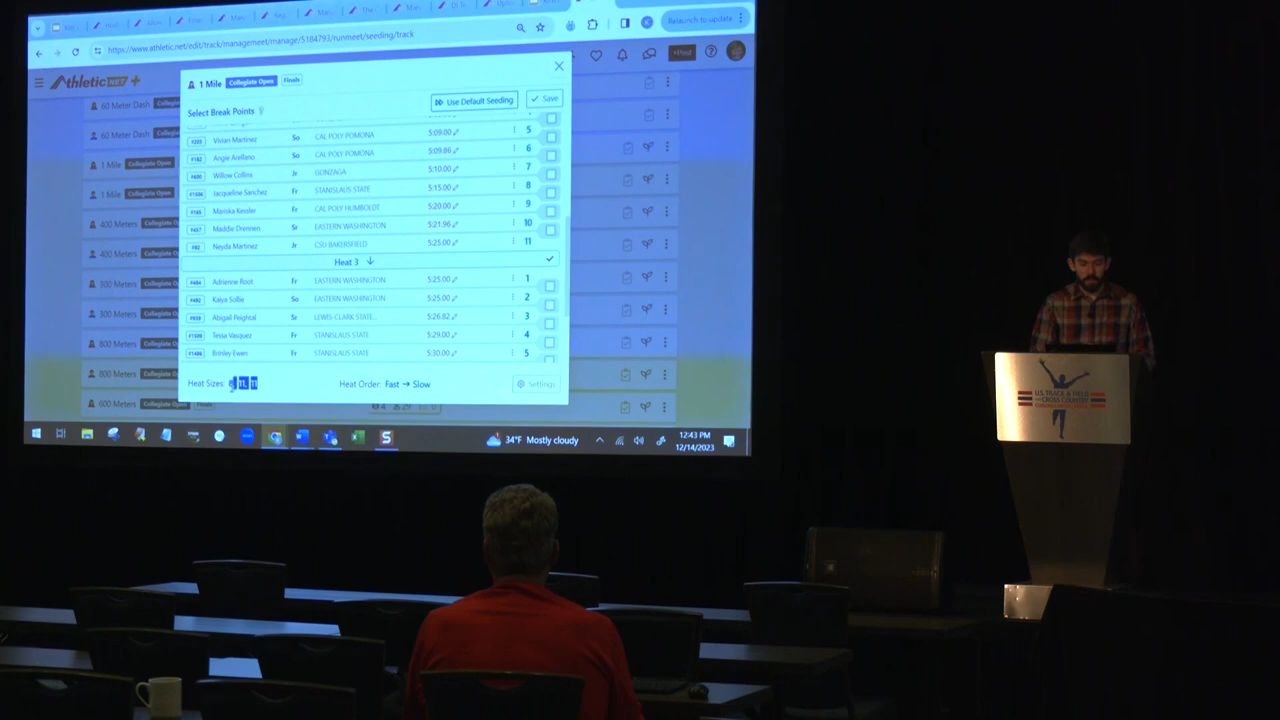 Relaunch to update
https://www.athletic.net/edit/track/managemeet/manage/5184793/runmeet/seeding/track
Athletic NET +
+Post
1 Mile Collegiate Open Finals
Use Default Seeding
Save
Select Break Points
5
Vivian Martinez So CAL POLY POMONA 5:09.00 6
Angie Arellano So CAL POLY POMONA 5:09.86 7
Willow Collins Jr GONZAGA 5:10.00 8
Jacqueline Sanchez Fr STANISLAUS STATE 5:15.00 9
Mariska Kessler Fr CAL POLY HUMBOLDT 5:20.00 10
Maddie Drennen Sr EASTERN WASHINGTON 5:21.96 11
Neyda Martinez Jr CSU BAKERSFIELD 5:25.00
Heat 3
Adrienne Root Fr EASTERN WASHINGTON 5:25.00 1
Kaiya Sollie So EASTERN WASHINGTON 5:25.00 2
Abigail Peightal Sr LEWIS-CLARK STATE... 5:26.82 3
Tessa Vasquez Fr STANISLAUS STATE 5:29.00 4
Brinley Ewan Fr STANISLAUS STATE 5:30.00 5
Heat Sizes: 11, 11
Heat Order: Fast → Slow
Settings
60 Meter Dash
60 Meter Dash
1 Mile Collegiate Open
1 Mile Collegiate Open
400 Meters
400 Meters
300 Meters
300 Meters
800 Meters
800 Meters
600 Meters Collegiate Open Finals
34°F Mostly cloudy
12:43 PM
12/14/2023
U.S. TRACK & FIELD
CROSS COUNTRY